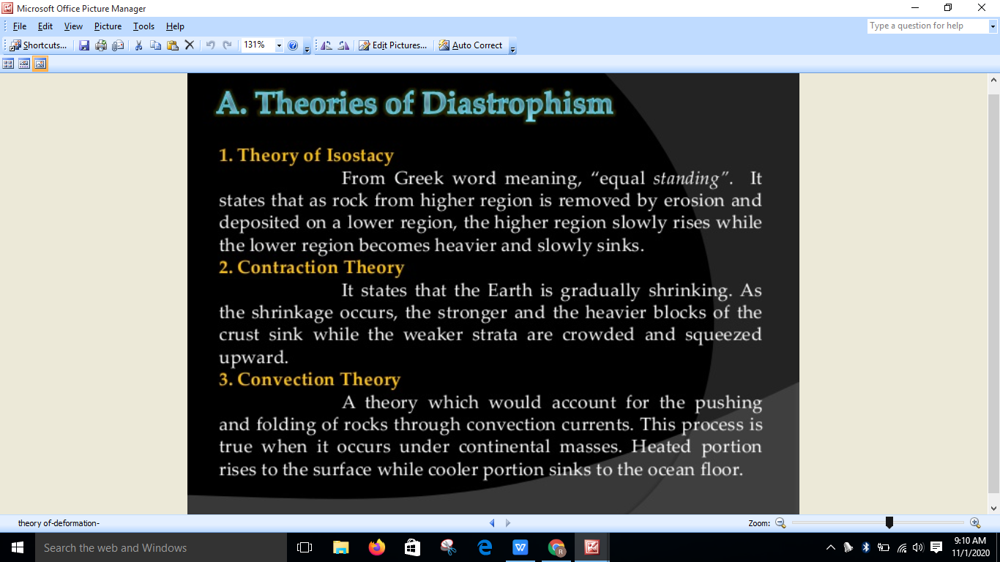 Microsoft Office Picture Manager
File Edit View Picture Tools Help
Type a question for help
Shortcuts... 131% Edit Pictures... Auto Correct
A. Theories of Diastrophism
1. Theory of Isostacy
From Greek word meaning, “equal standing”. It
states that as rock from higher region is removed by erosion and
deposited on a lower region, the higher region slowly rises while
the lower region becomes heavier and slowly sinks.
2. Contraction Theory
It states that the Earth is gradually shrinking. As
the shrinkage occurs, the stronger and the heavier blocks of the
crust sink while the weaker strata are crowded and squeezed
upward.
3. Convection Theory
A theory which would account for the pushing
and folding of rocks through convection currents. This process is
true when it occurs under continental masses. Heated portion
rises to the surface while cooler portion sinks to the ocean floor.
theory of-deformation- Zoom:
Search the web and Windows
9:10 AM
11/1/2020